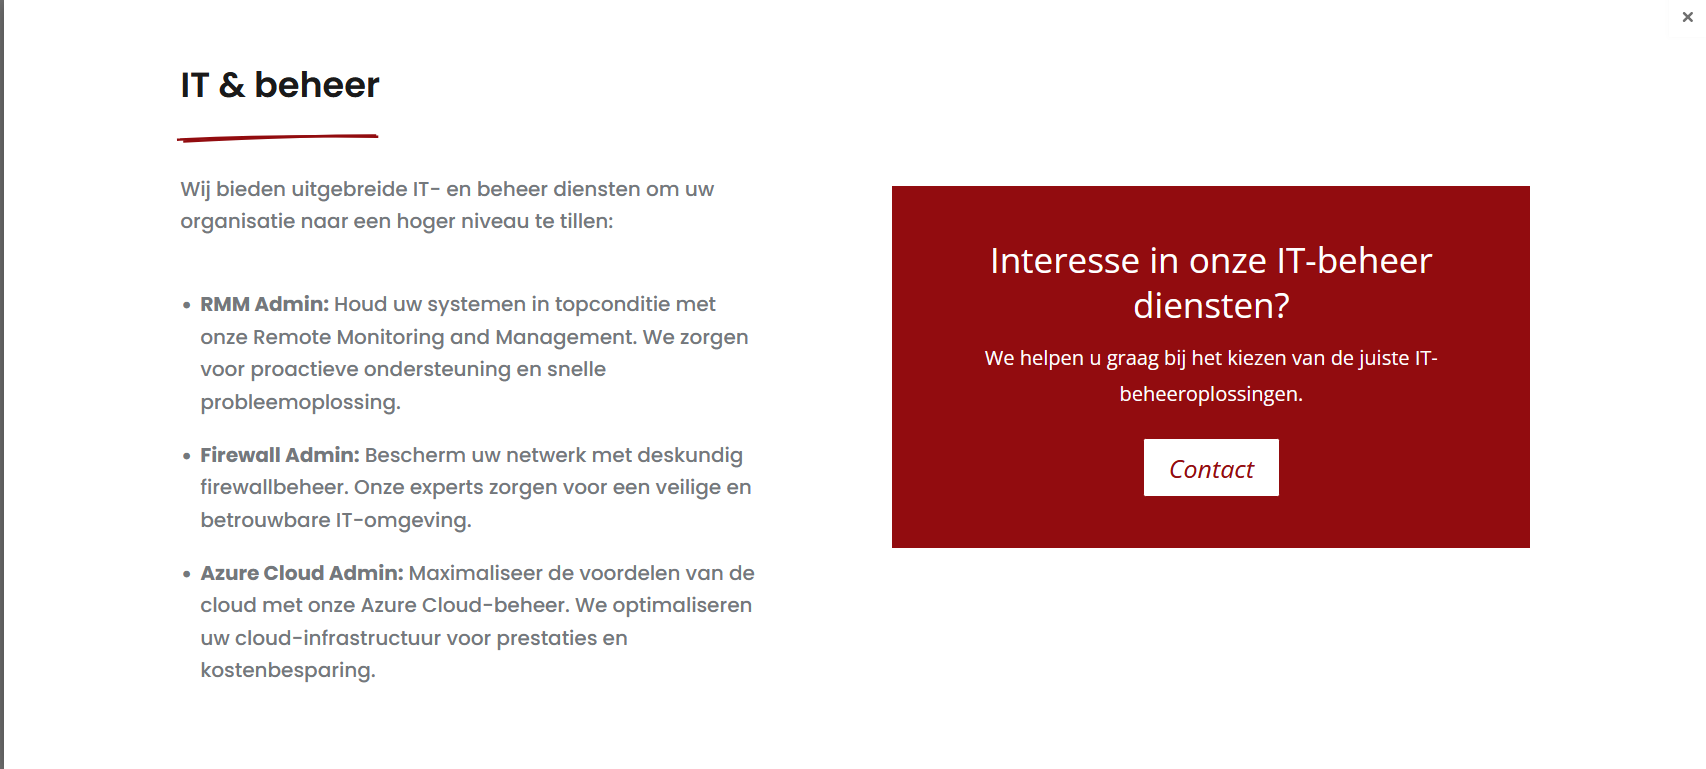 IT & beheer
Wij bieden uitgebreide IT- en beheer diensten om uw
organisatie naar een hoger niveau te tillen:
• RMM Admin: Houd uw systemen in topconditie met
onze Remote Monitoring and Management. We zorgen
voor proactieve ondersteuning en snelle
probleemoplossing.
• Firewall Admin: Bescherm uw netwerk met deskundig
firewallbeheer. Onze experts zorgen voor een veilige en
betrouwbare IT-omgeving.
• Azure Cloud Admin: Maximaliseer de voordelen van de
cloud met onze Azure Cloud-beheer. We optimaliseren
uw cloud-infrastructuur voor prestaties en
kostenbesparing.
Interesse in onze IT-beheer
diensten?
We helpen u graag bij het kiezen van de juiste IT-
beheeroplossingen.
Contact